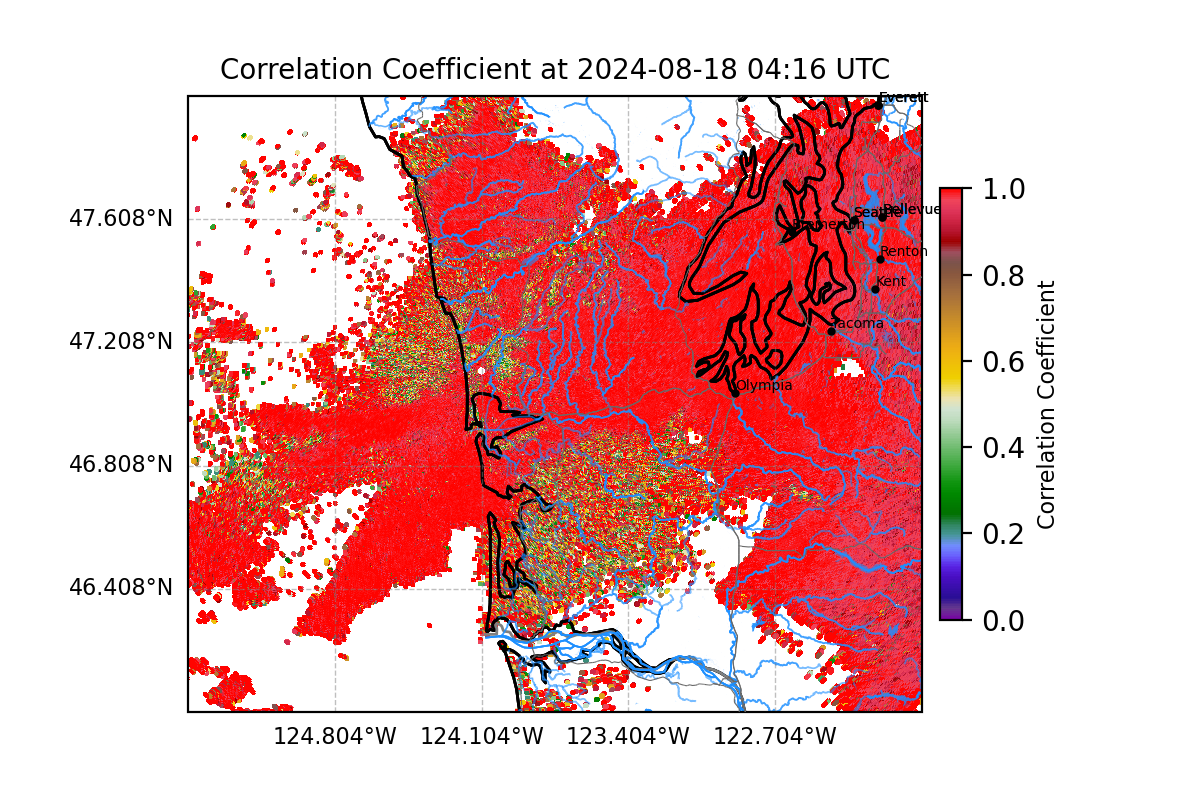 Correlation Coefficient at 2024-08-18 04:16 UTC
Everett
47.608°N
Seattle
Bellevue
Bremerton
Renton
Kent
47.208°N
Tacoma
Olympia
46.808°N
46.408°N
124.804°W
124.104°W
123.404°W
122.704°W
1.0
0.8
0.6
0.4
0.2
0.0
Correlation Coefficient